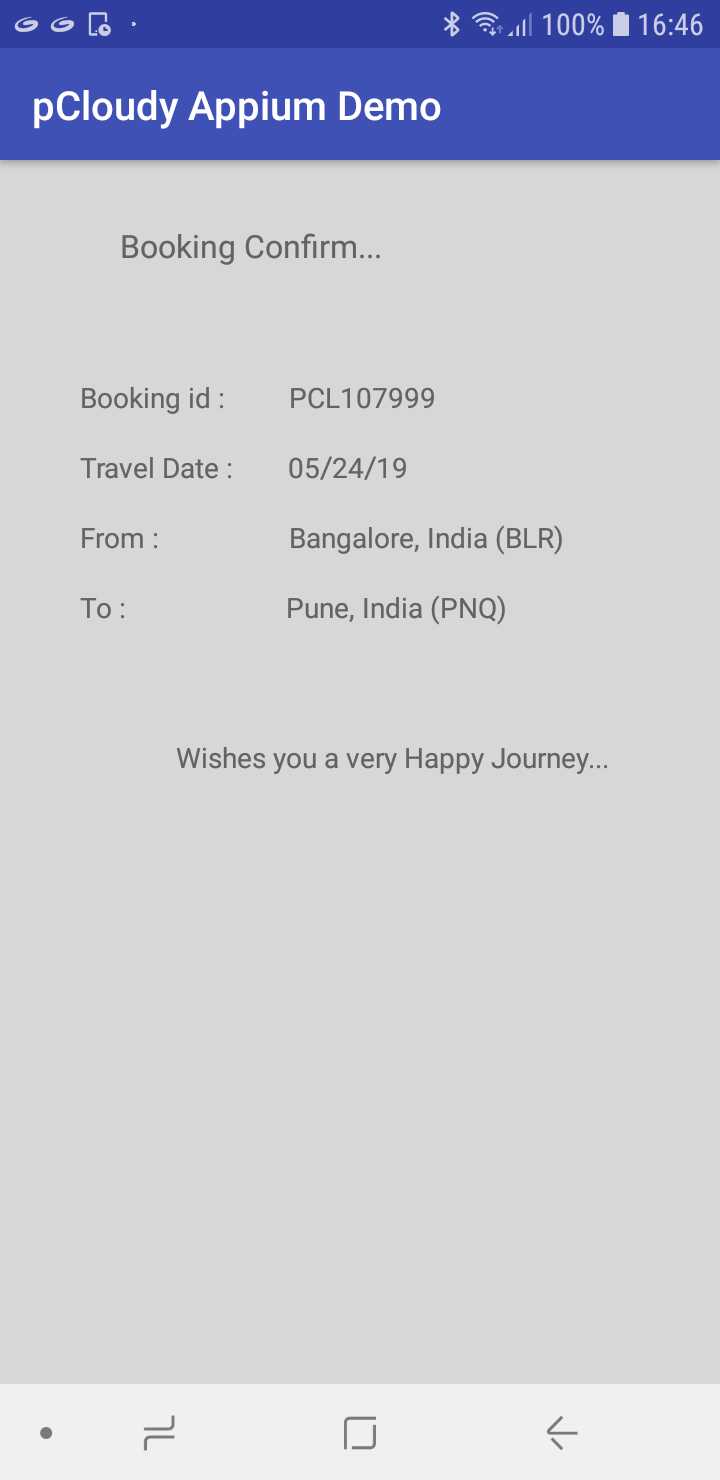 100% 16:46
pCloudy Appium Demo
Booking Confirm...
Booking id : PCL107999
Travel Date : 05/24/19
From : Bangalore, India (BLR)
To : Pune, India (PNQ)
Wishes you a very Happy Journey...